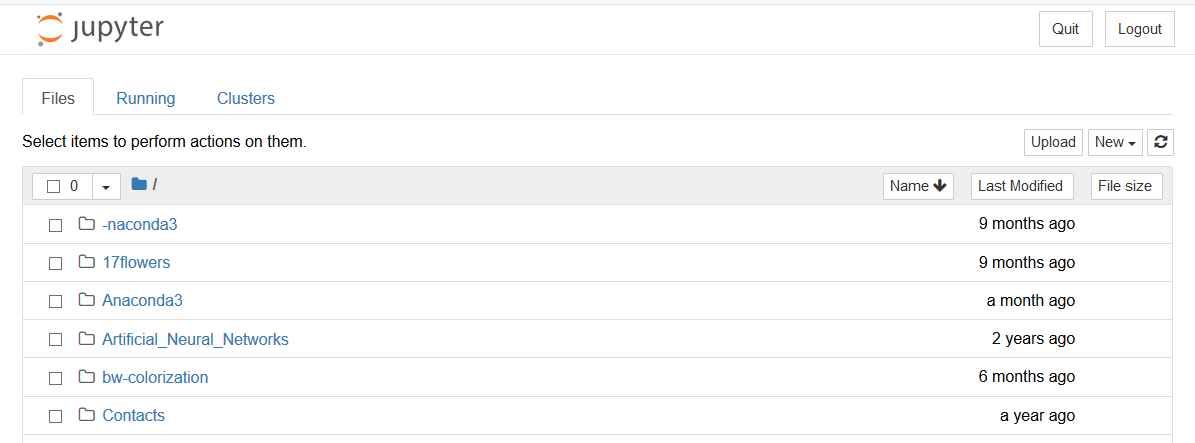 jupyter Quit Logout
Files Running Clusters
Select items to perform actions on them. Upload New
0 / Name Last Modified File size
-naconda3 9 months ago
17flowers 9 months ago
Anaconda3 a month ago
Artificial_Neural_Networks 2 years ago
bw-colorization 6 months ago
Contacts a year ago